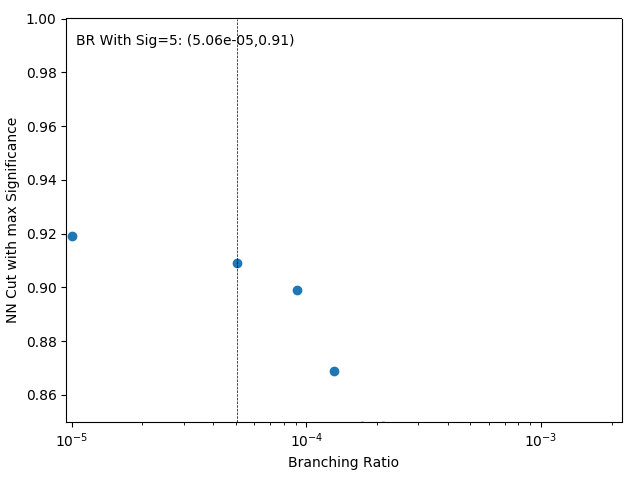 1.00
BR With Sig=5: (5.06e-05,0.91)
0.98
0.96
0.94
0.92
0.90
0.88
0.86
NN Cut with max Significance
10⁻⁵ 10⁻⁴ 10⁻³
Branching Ratio